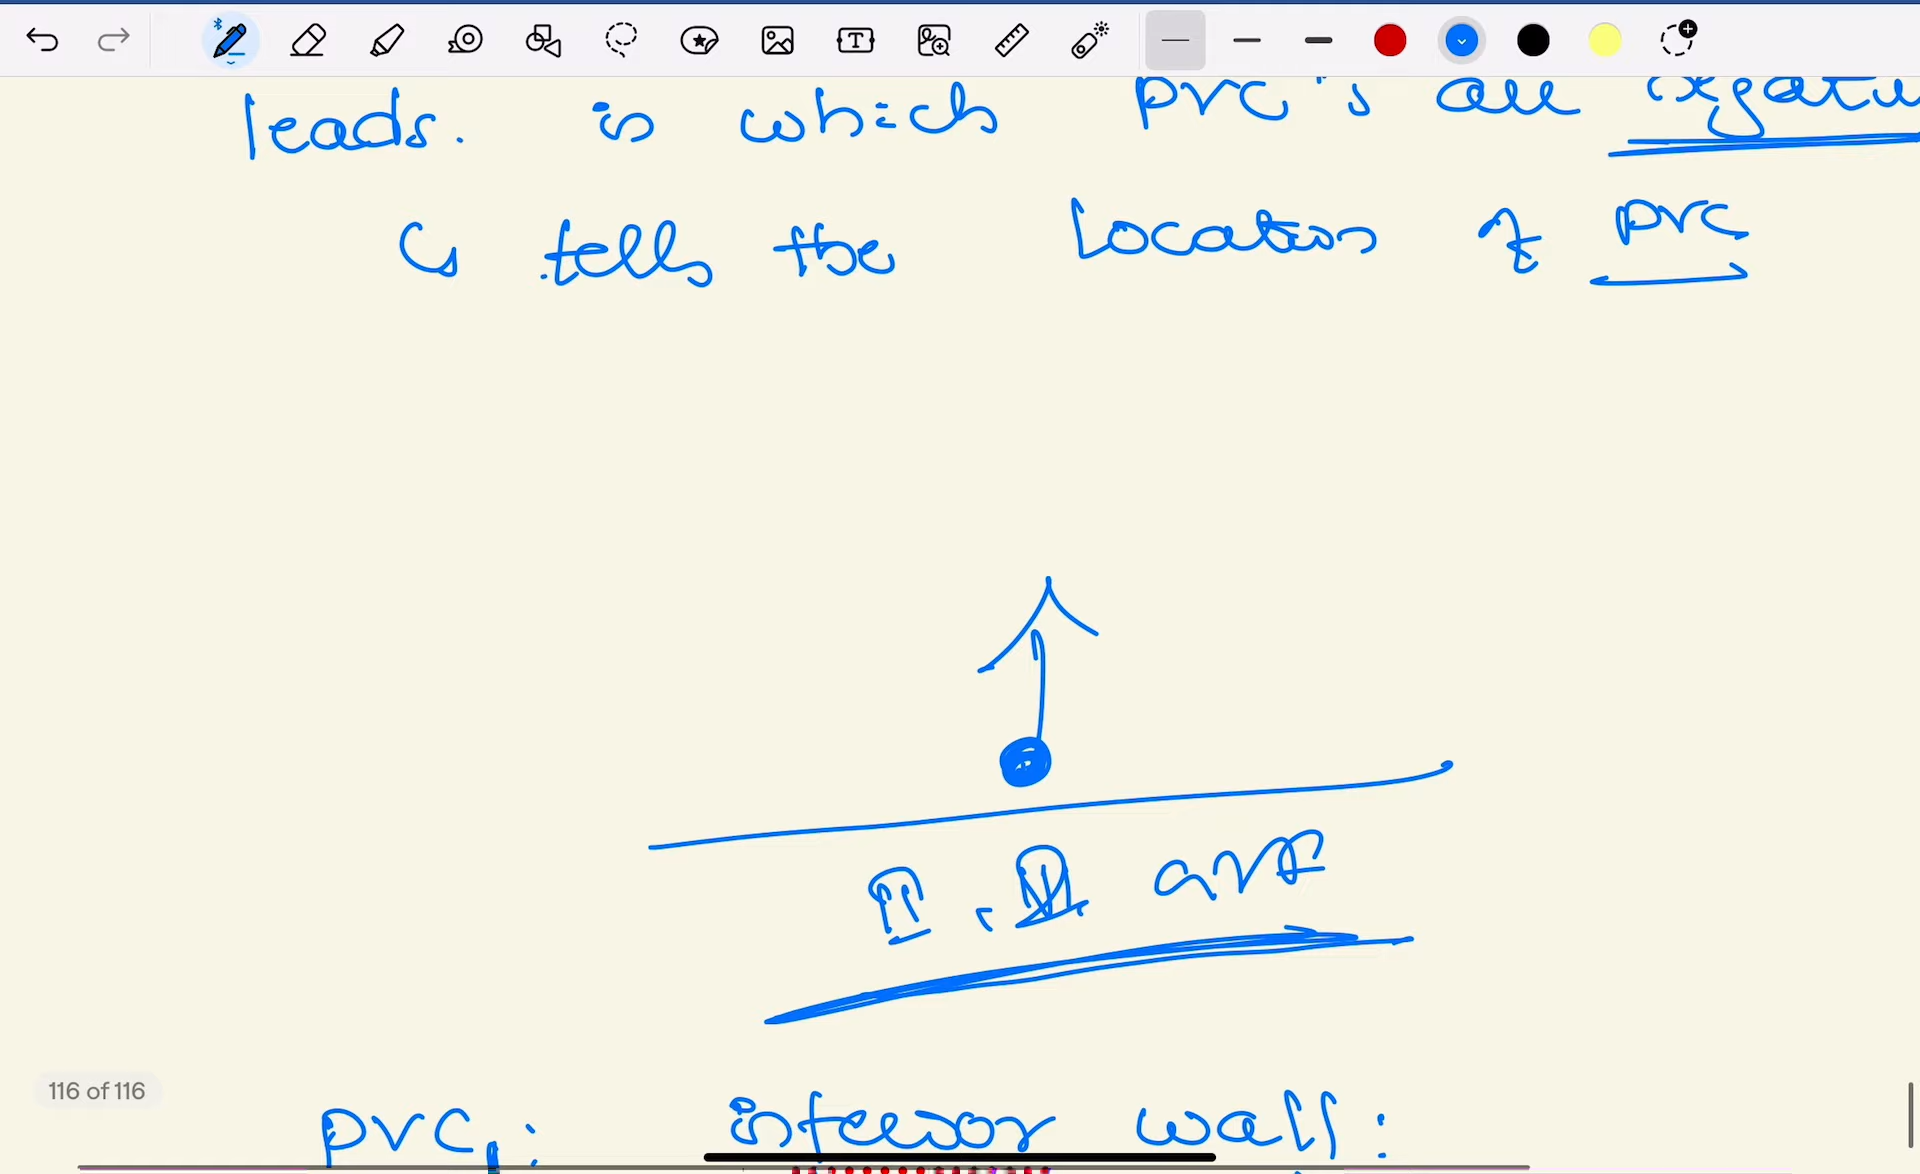 leads. in which PVC's are negative
↳ tells the Location of PVC
II, III avF
116 of 116
PVC: inferior wall: